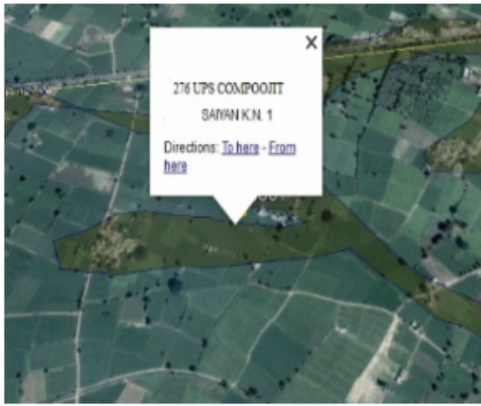 276 UPS COMPOOJIT
SAIYAN K.N. 1
Directions: To here - From
here